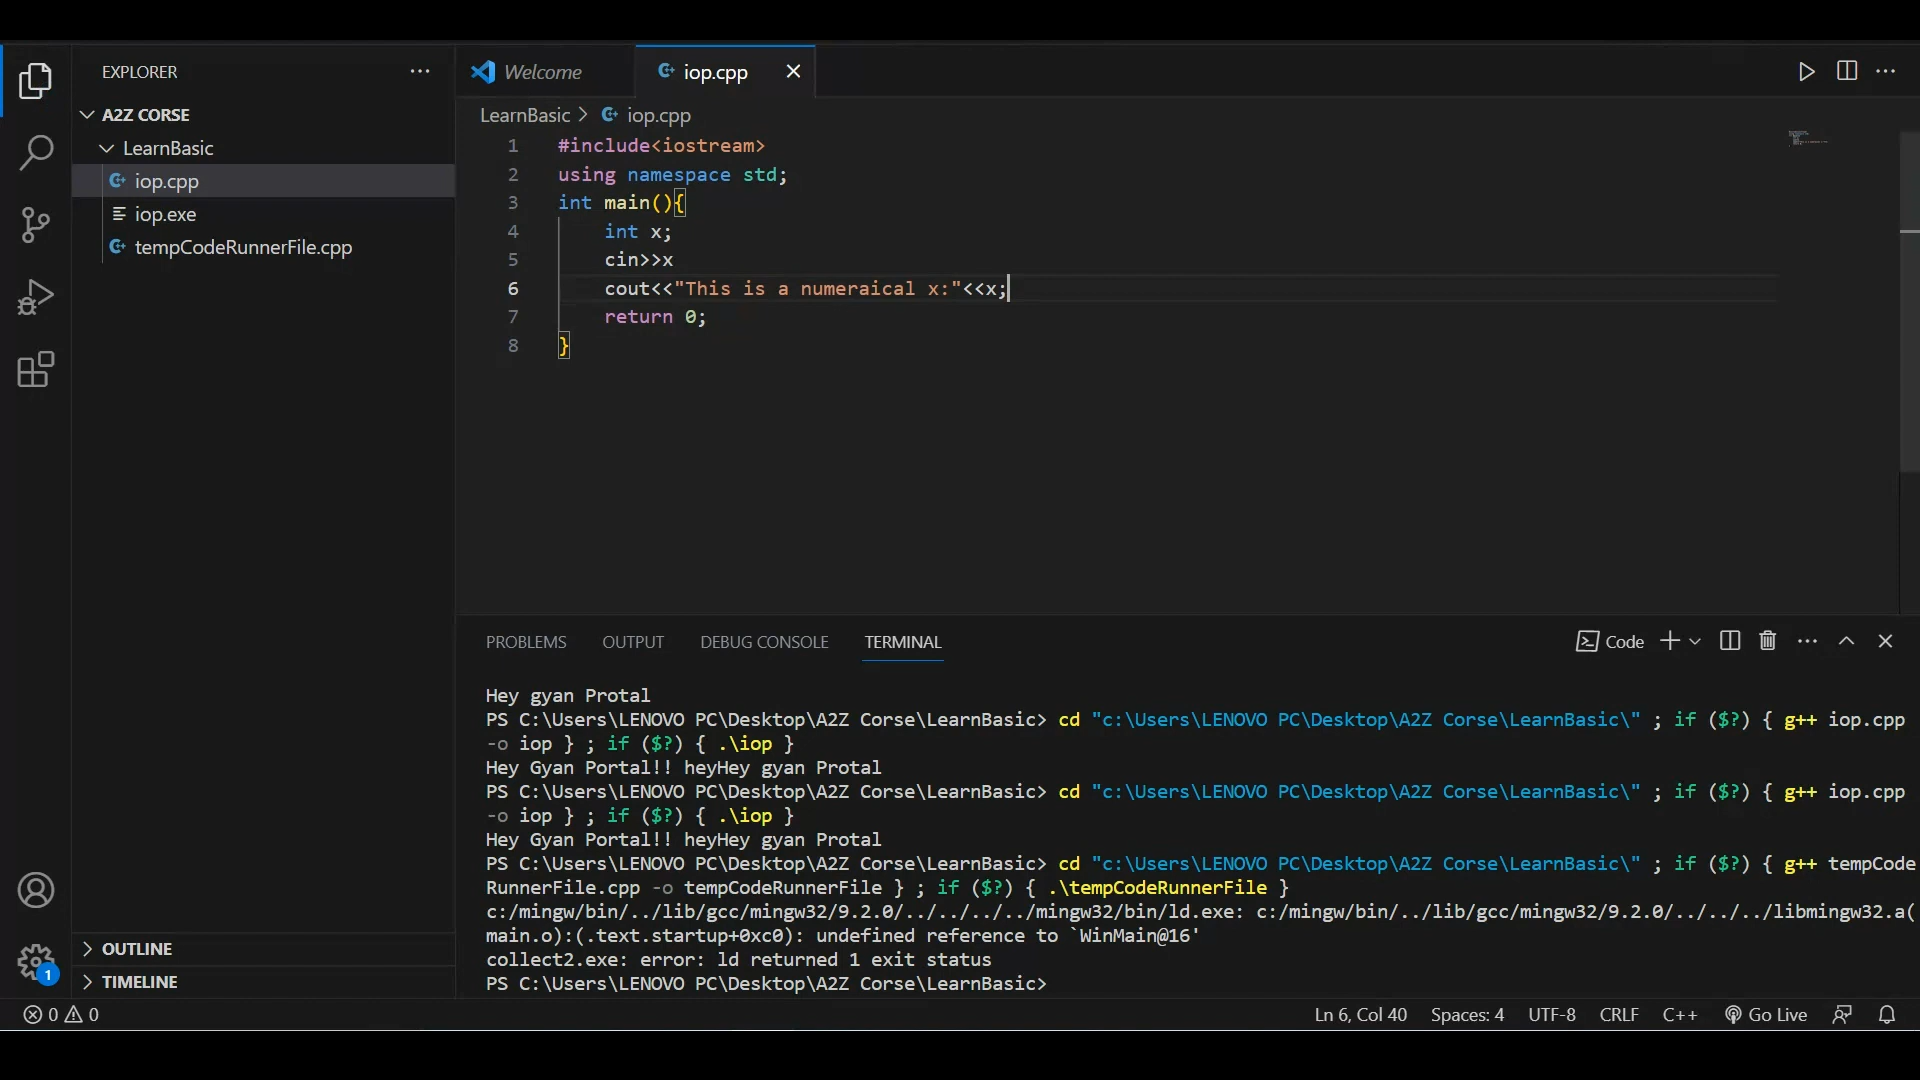 EXPLORER
Welcome
iop.cpp
A2Z CORSE
LearnBasic
iop.cpp
iop.exe
tempCodeRunnerFile.cpp
OUTLINE
TIMELINE
LearnBasic > iop.cpp
1 #include<iostream>
2 using namespace std;
3 int main(){
4 int x;
5 cin>>x
6 cout<<"This is a numeraical x:"<<x;
7 return 0;
8 }
PROBLEMS OUTPUT DEBUG CONSOLE TERMINAL
Code
Hey gyan Protal
PS C:\Users\LENOVO PC\Desktop\A2Z Corse\LearnBasic> cd "c:\Users\LENOVO PC\Desktop\A2Z Corse\LearnBasic\" ; if ($?) { g++ iop.cpp
-o iop } ; if ($?) { .\iop }
Hey Gyan Portal!! heyHey gyan Protal
PS C:\Users\LENOVO PC\Desktop\A2Z Corse\LearnBasic> cd "c:\Users\LENOVO PC\Desktop\A2Z Corse\LearnBasic\" ; if ($?) { g++ iop.cpp
-o iop } ; if ($?) { .\iop }
Hey Gyan Portal!! heyHey gyan Protal
PS C:\Users\LENOVO PC\Desktop\A2Z Corse\LearnBasic> cd "c:\Users\LENOVO PC\Desktop\A2Z Corse\LearnBasic\" ; if ($?) { g++ tempCode
RunnerFile.cpp -o tempCodeRunnerFile } ; if ($?) { .\tempCodeRunnerFile }
c:/mingw/bin/../lib/gcc/mingw32/9.2.0/../../../../mingw32/bin/ld.exe: c:/mingw/bin/../lib/gcc/mingw32/9.2.0/../../../libmingw32.a(
main.o):(.text.startup+0xc0): undefined reference to `WinMain@16'
collect2.exe: error: ld returned 1 exit status
PS C:\Users\LENOVO PC\Desktop\A2Z Corse\LearnBasic>
1
0 0
Ln 6, Col 40 Spaces: 4 UTF-8 CRLF C++ Go Live